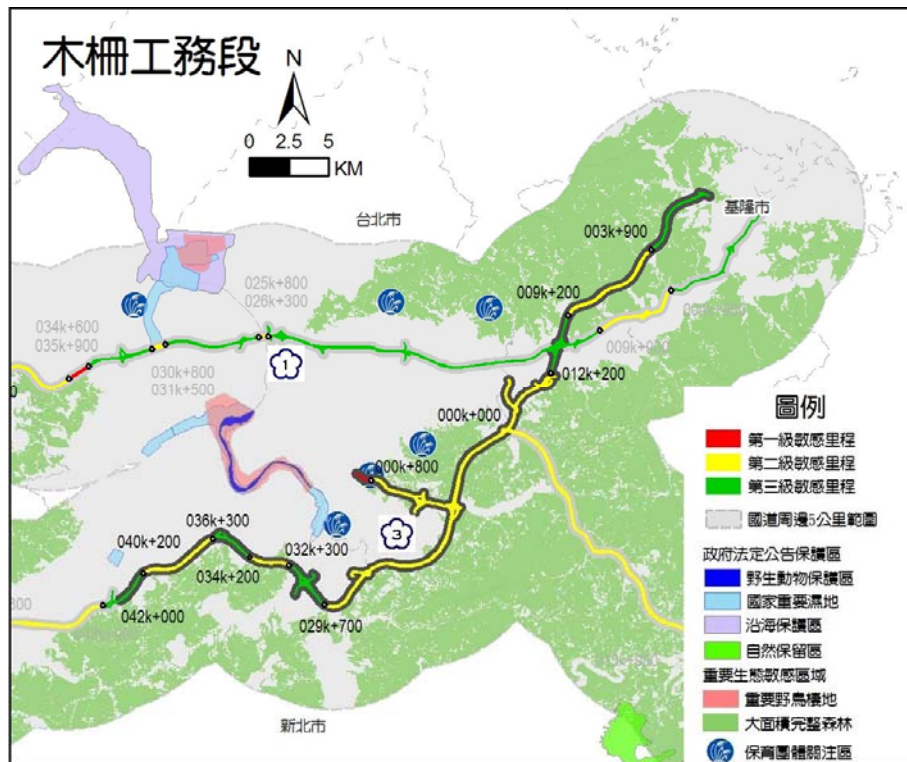 木柵工務段
N
0 2.5 5
KM
台北市
基隆市
003k+900
025k+800
026k+300
009k+200
034k+600
035k+900
1
012k+200
030k+800
031k+500
000k+000
000k+800
036k+300
3
040k+200
032k+300
034k+200
042k+000
029k+700
新北市
圖例
第一級敏感里程
第二級敏感里程
第三級敏感里程
國道周邊5公里範圍
政府法定公告保護區
野生動物保護區
國家重要濕地
沿海保護區
自然保留區
重要生態敏感區域
重要野鳥棲地
大面積完整森林
保育團體關注區